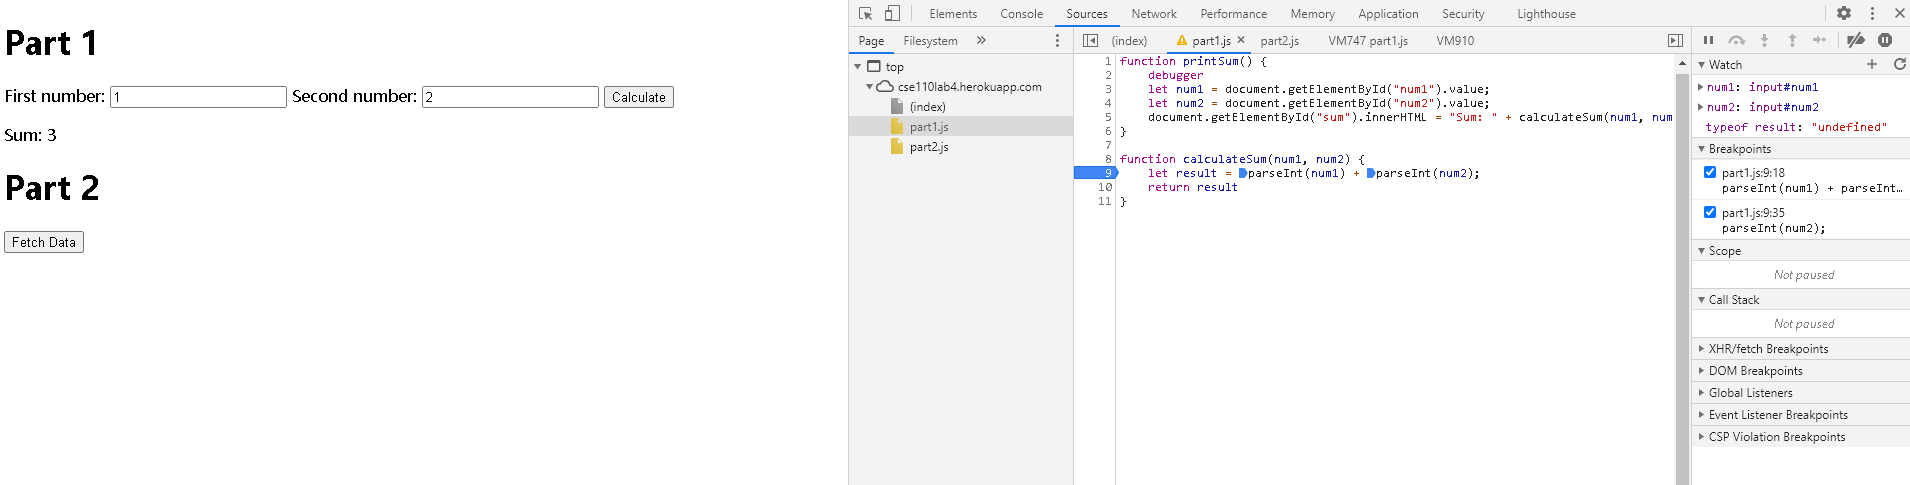 Part 1
First number: 1 Second number: 2 Calculate
Sum: 3
Part 2
Fetch Data
Elements Console Sources Network Performance Memory Application Security Lighthouse
Page Filesystem »
top
cse110lab4.herokuapp.com
(index)
part1.js
part2.js
(index) part1.js × part2.js VM747 part1.js VM910
1 function printSum() {
2 debugger
3 let num1 = document.getElementById("num1").value;
4 let num2 = document.getElementById("num2").value;
5 document.getElementById("sum").innerHTML = "Sum: " + calculateSum(num1, num
6 }
7
8 function calculateSum(num1, num2) {
9 let result = parseInt(num1) + parseInt(num2);
10 return result
11 }
Watch
num1: input#num1
num2: input#num2
typeof result: "undefined"
Breakpoints
part1.js:9:18
parseInt(num1) + parseInt…
part1.js:9:35
parseInt(num2);
Scope
Not paused
Call Stack
Not paused
XHR/fetch Breakpoints
DOM Breakpoints
Global Listeners
Event Listener Breakpoints
CSP Violation Breakpoints